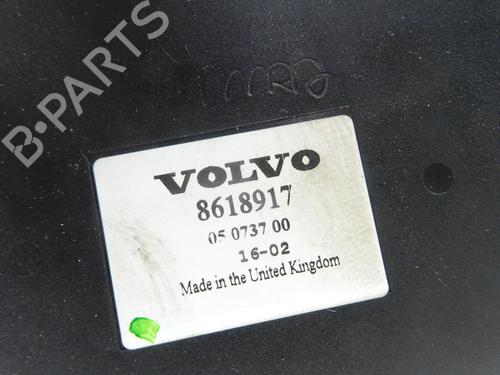 B-PARTS
VOLVO
8618917
05 0737 00
16-02
Made in the United Kingdom